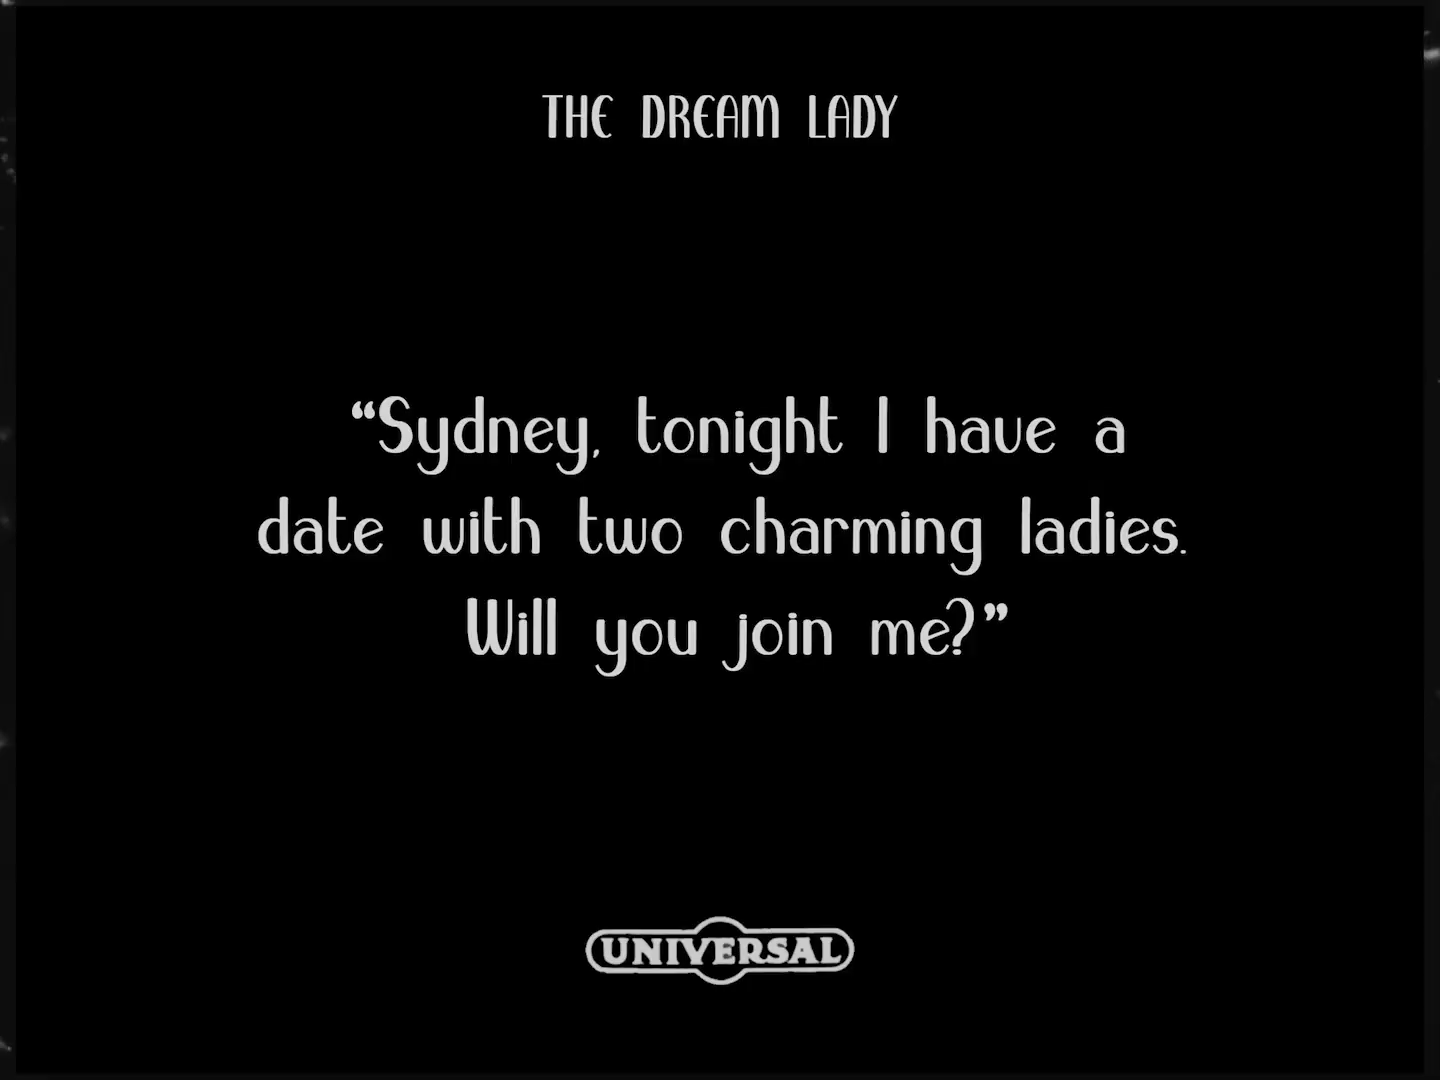 THE DREAM LADY
“Sydney, tonight I have a
date with two charming ladies.
Will you join me?”
UNIVERSAL